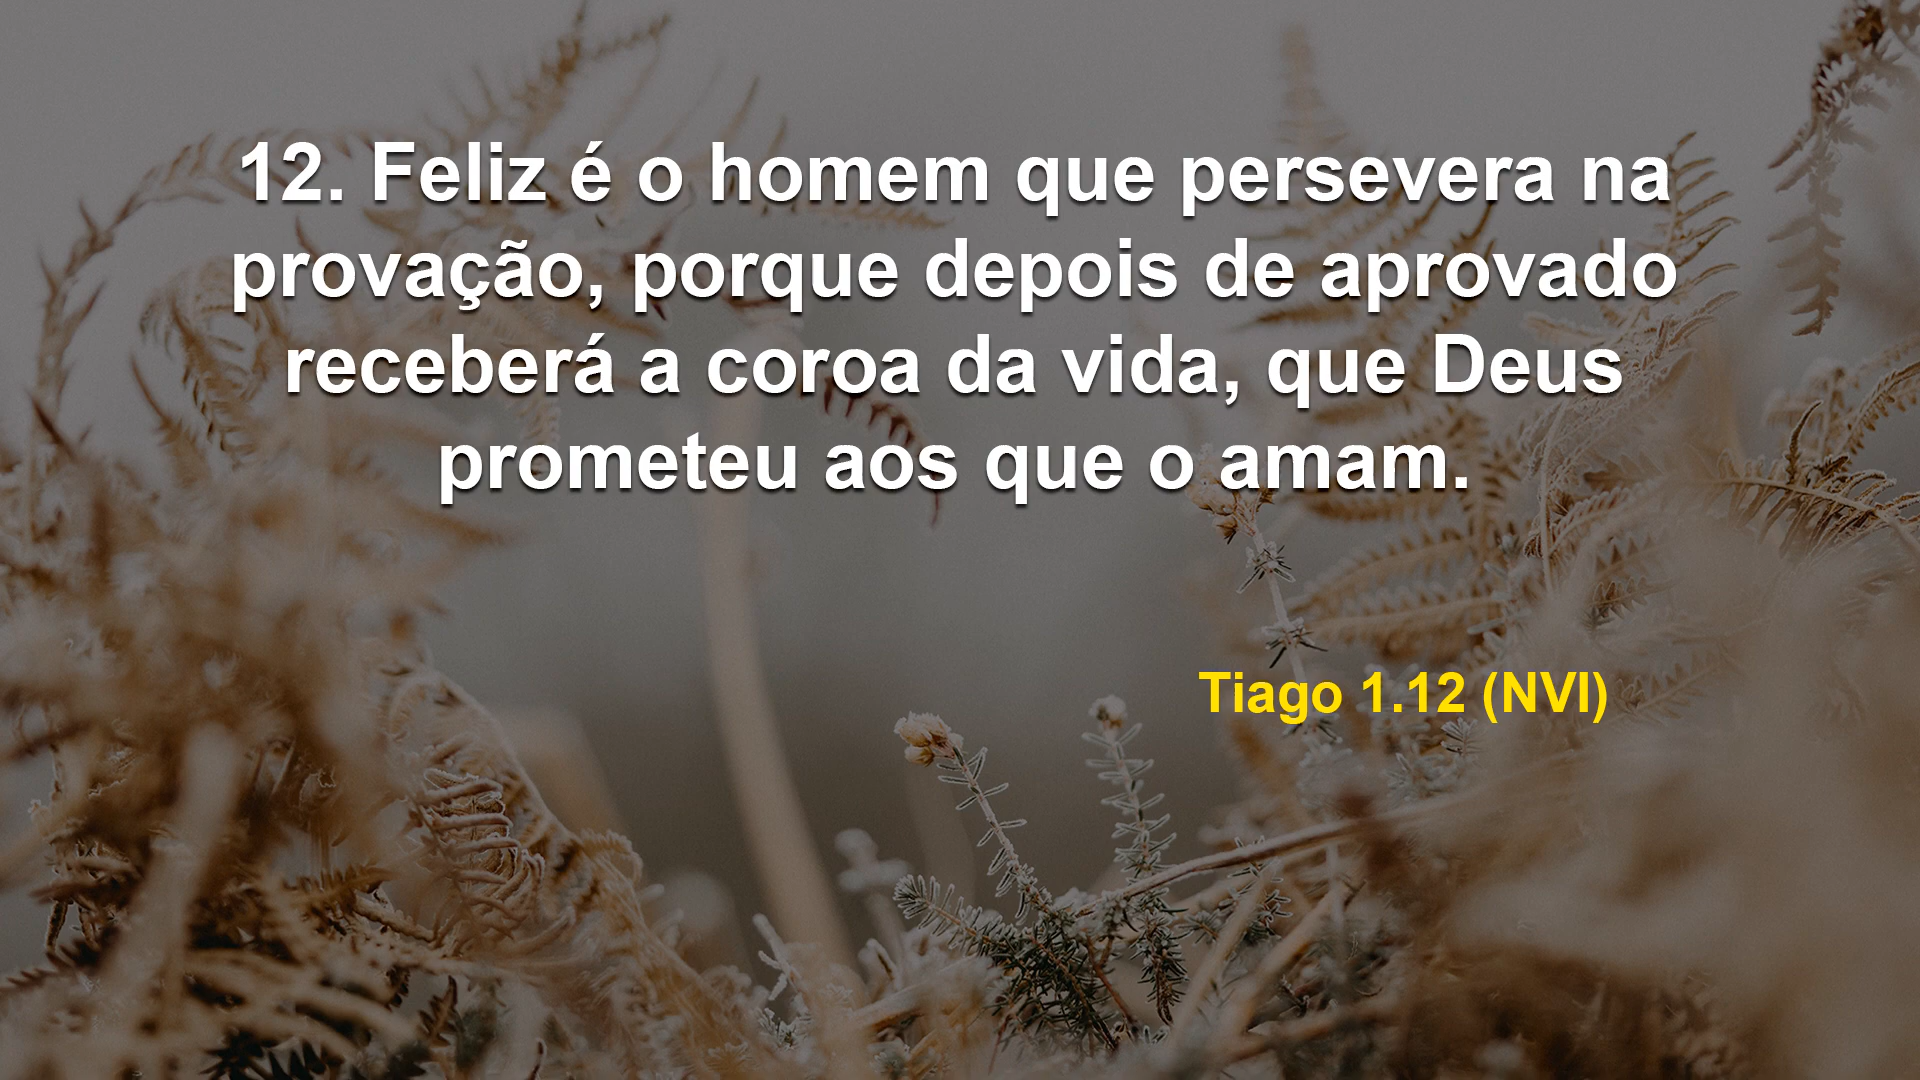 12. Feliz é o homem que persevera na
provação, porque depois de aprovado
receberá a coroa da vida, que Deus
prometeu aos que o amam.
Tiago 1.12 (NVI)